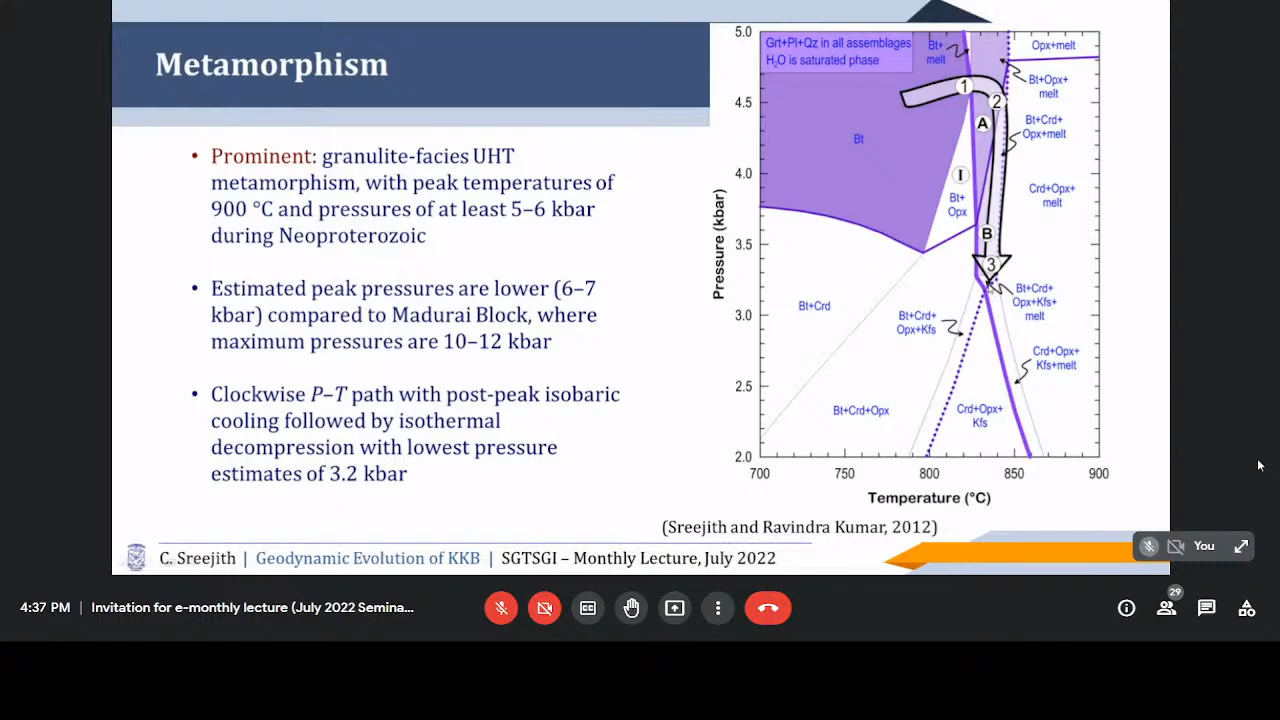 Metamorphism
• Prominent: granulite-facies UHT
metamorphism, with peak temperatures of
900 °C and pressures of at least 5–6 kbar
during Neoproterozoic
• Estimated peak pressures are lower (6–7
kbar) compared to Madurai Block, where
maximum pressures are 10–12 kbar
• Clockwise P–T path with post-peak isobaric
cooling followed by isothermal
decompression with lowest pressure
estimates of 3.2 kbar
Grt+Pl+Qz in all assemblages
H₂O is saturated phase
Bt+
melt
Opx+melt
Bt+Opx+
melt
Bt+Crd+
Opx+melt
Bt
1
2
A
I
Bt+
Opx
Crd+Opx+
melt
B
3
Bt+Crd
Bt+Crd+
Opx+Kfs
Bt+Crd+
Opx+Kfs+
melt
Crd+Opx+
Kfs+melt
Bt+Crd+Opx
Crd+Opx+
Kfs
5.0
4.5
4.0
3.5
3.0
2.5
2.0
Pressure (kbar)
700 750 800 850 900
Temperature (°C)
(Sreejith and Ravindra Kumar, 2012)
C. Sreejith | Geodynamic Evolution of KKB | SGTSGI – Monthly Lecture, July 2022
You
4:37 PM | Invitation for e-monthly lecture (July 2022 Semina...
29